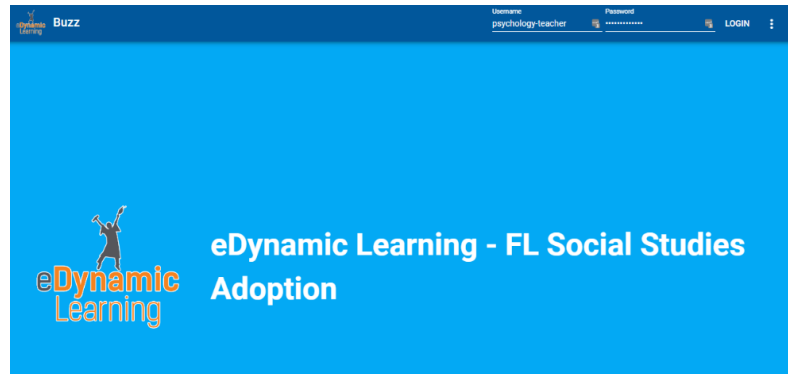 eDynamic
Learning
Buzz
Username
psychology-teacher
Password
•••••••••••••
LOGIN
eDynamic
Learning
eDynamic Learning - FL Social Studies
Adoption